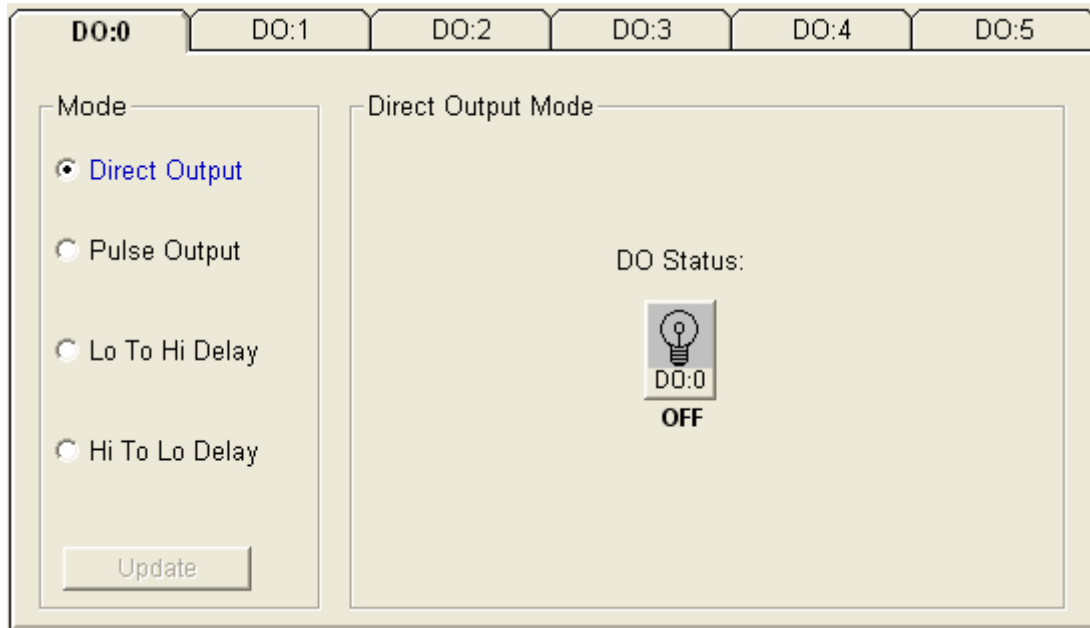 DO:0 DO:1 DO:2 DO:3 DO:4 DO:5
Mode
Direct Output
Pulse Output
Lo To Hi Delay
Hi To Lo Delay
Update
Direct Output Mode
DO Status:
DO:0
OFF